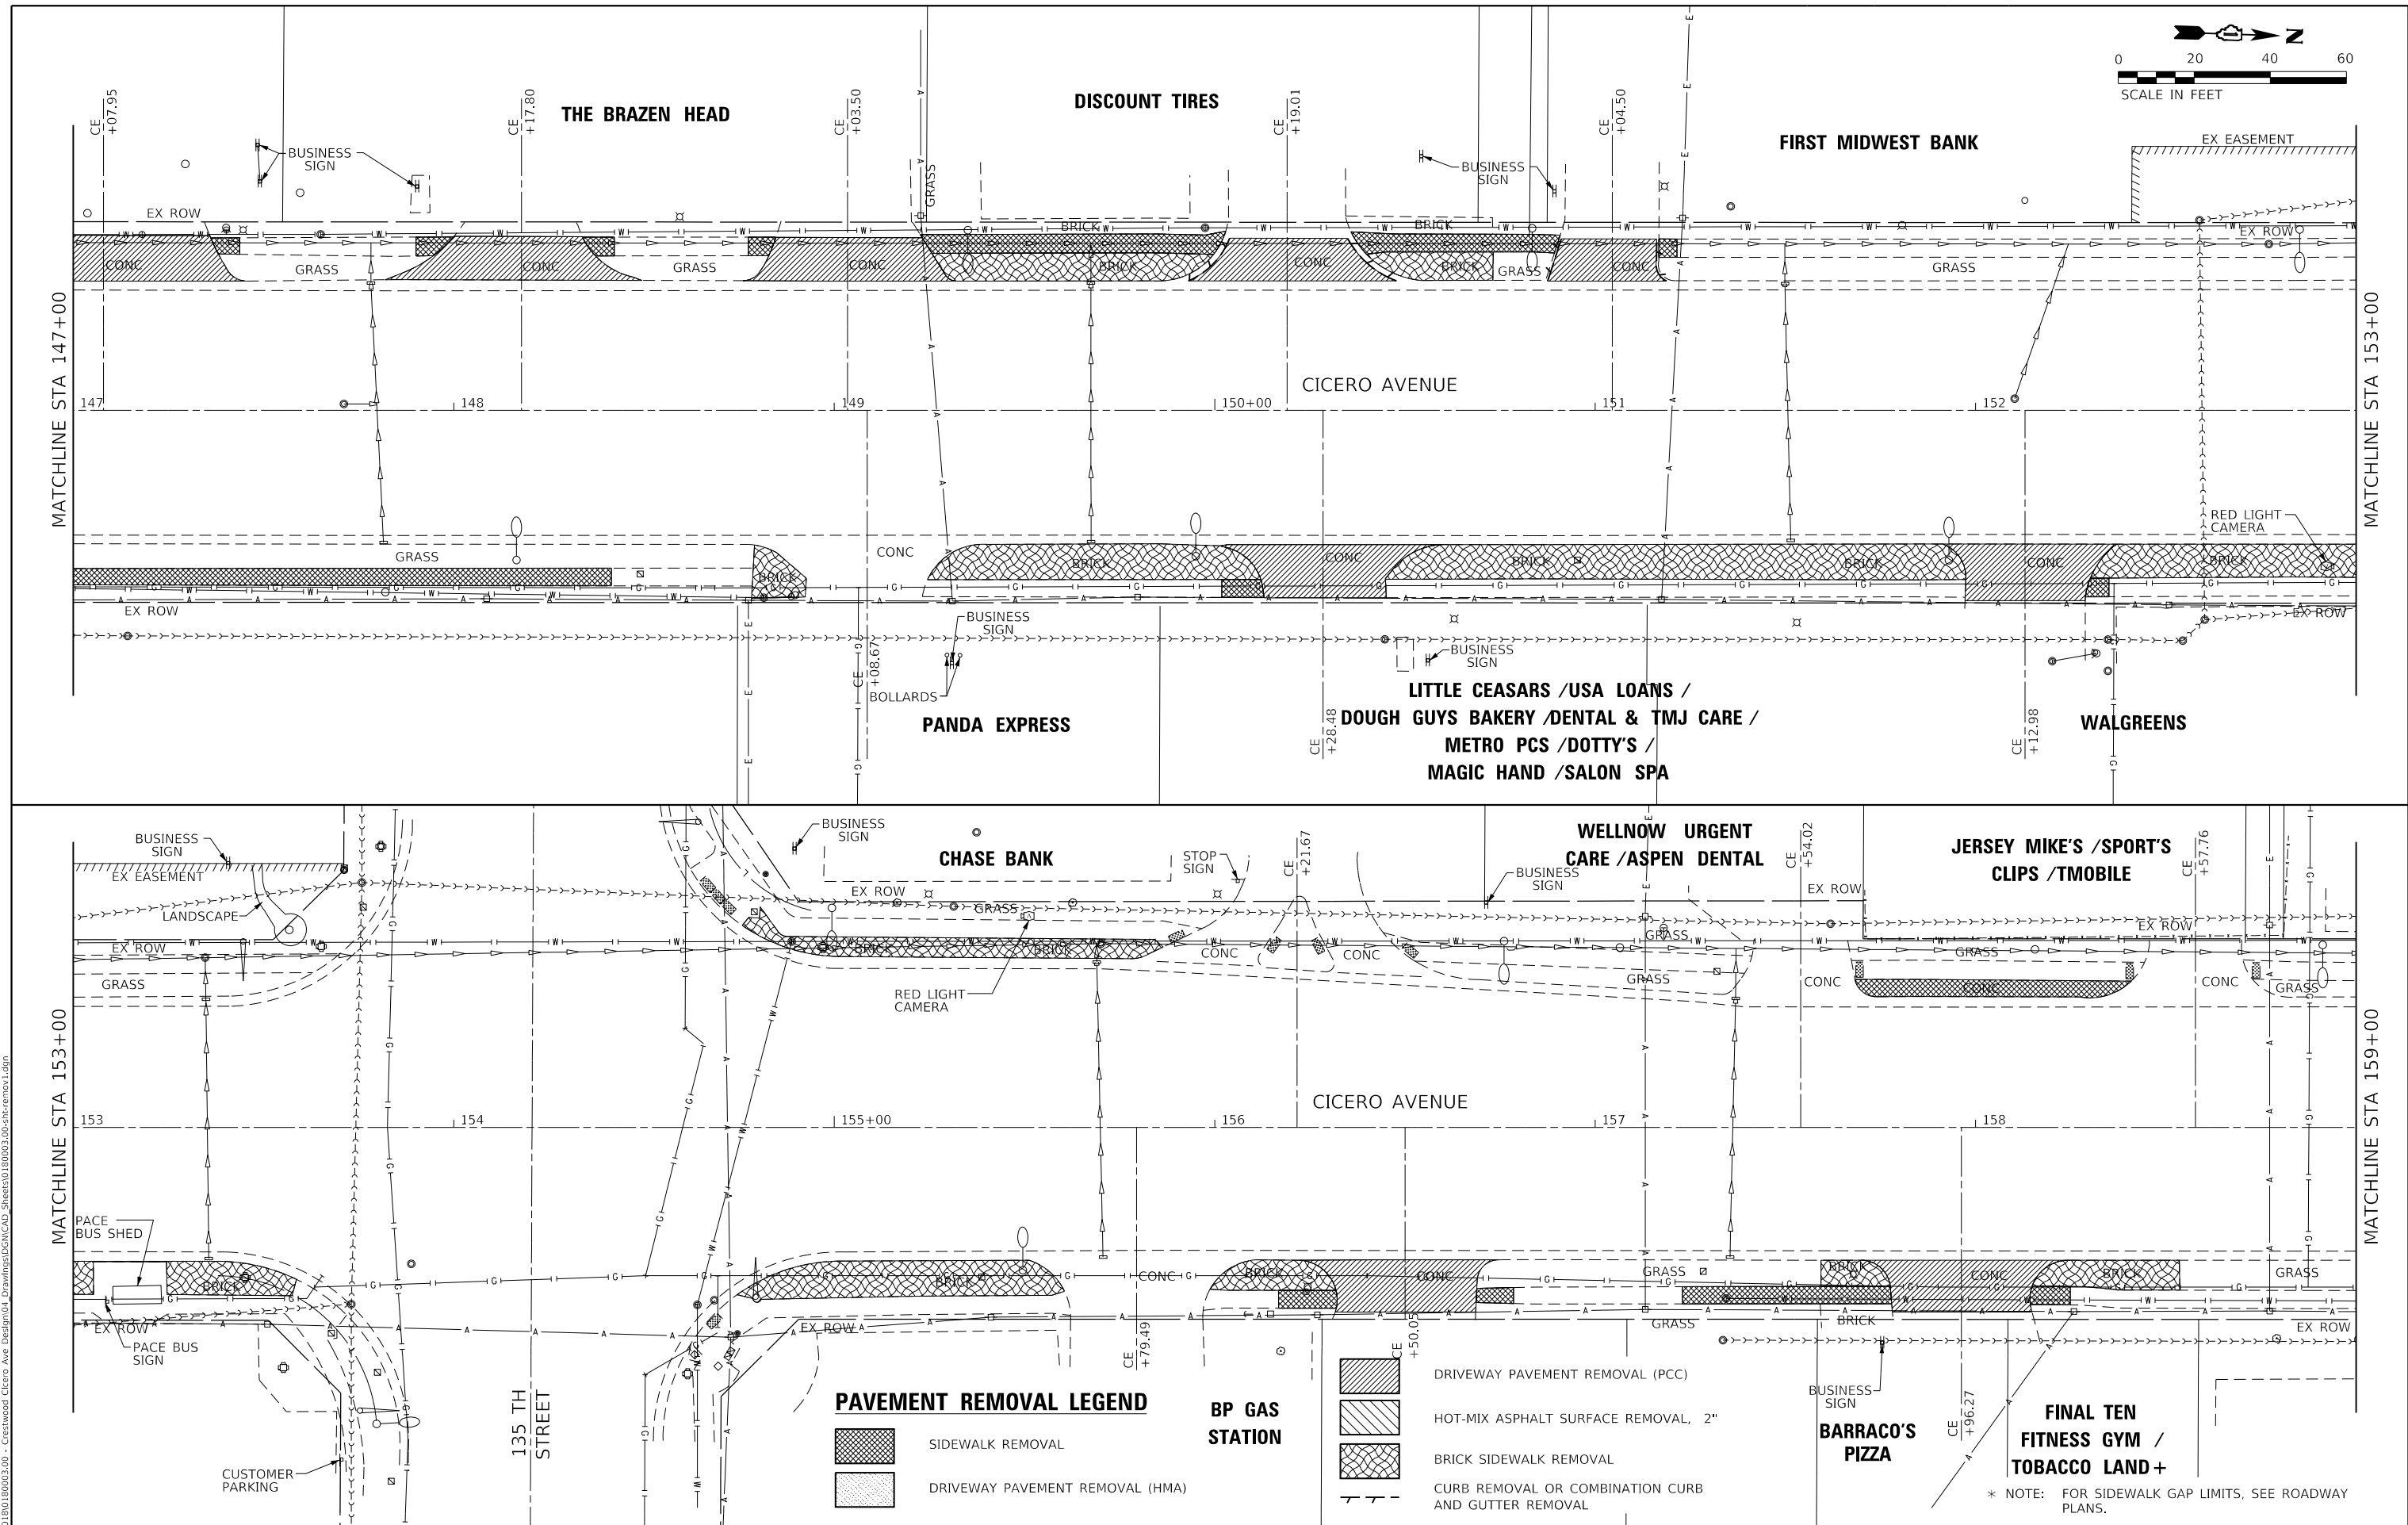 N
0 20 40 60
SCALE IN FEET
CE +07.95
CE +17.80
CE +03.50
CE +19.01
CE +04.50
THE BRAZEN HEAD
DISCOUNT TIRES
FIRST MIDWEST BANK
BUSINESS
SIGN
BUSINESS
SIGN
EX EASEMENT
GRASS
EX ROW
BRICK
BRICK
EX ROW
CONC
GRASS
CONC
GRASS
CONC
BRICK
CONC
BRICK
GRASS
CONC
GRASS
MATCHLINE STA 147+00
MATCHLINE STA 153+00
CICERO AVENUE
147
148
149
150+00
151
152
RED LIGHT
CAMERA
GRASS
CONC
CONC
BRICK
BRICK
BRICK
BRICK
CONC
BRICK
EX ROW
EX ROW
BUSINESS
SIGN
BOLLARDS
BUSINESS
SIGN
CE +08.67
CE +28.48
CE +12.98
PANDA EXPRESS
LITTLE CEASARS /USA LOANS /
DOUGH GUYS BAKERY /DENTAL & TMJ CARE /
METRO PCS /DOTTY'S /
MAGIC HAND /SALON SPA
WALGREENS
BUSINESS
SIGN
EX EASEMENT
LANDSCAPE
EX ROW
GRASS
BUSINESS
SIGN
CHASE BANK
EX ROW
GRASS
STOP
SIGN
CE +21.67
WELLNOW URGENT
CARE /ASPEN DENTAL
BUSINESS
SIGN
CE +54.02
JERSEY MIKE'S /SPORT'S
CLIPS /TMOBILE
CE +57.76
EX ROW
EX ROW
BRICK
BRICK
RED LIGHT
CAMERA
CONC
CONC
GRASS
GRASS
CONC
GRASS
CONC
CONC
GRASS
MATCHLINE STA 153+00
MATCHLINE STA 159+00
CICERO AVENUE
153
154
155+00
156
157
158
PACE
BUS SHED
BRICK
EX ROW
PACE BUS
SIGN
BRICK
CONC
EX ROW
BRICK
CONC
GRASS
BRICK
CONC
BRICK
GRASS
GRASS
BRICK
EX ROW
CE +79.49
CE +50.05
CE +96.27
135 TH
STREET
CUSTOMER
PARKING
BP GAS
STATION
BUSINESS
SIGN
BARRACO'S
PIZZA
FINAL TEN
FITNESS GYM /
TOBACCO LAND+
PAVEMENT REMOVAL LEGEND
SIDEWALK REMOVAL
DRIVEWAY PAVEMENT REMOVAL (HMA)
DRIVEWAY PAVEMENT REMOVAL (PCC)
HOT-MIX ASPHALT SURFACE REMOVAL, 2"
BRICK SIDEWALK REMOVAL
CURB REMOVAL OR COMBINATION CURB
AND GUTTER REMOVAL
* NOTE: FOR SIDEWALK GAP LIMITS, SEE ROADWAY
PLANS.